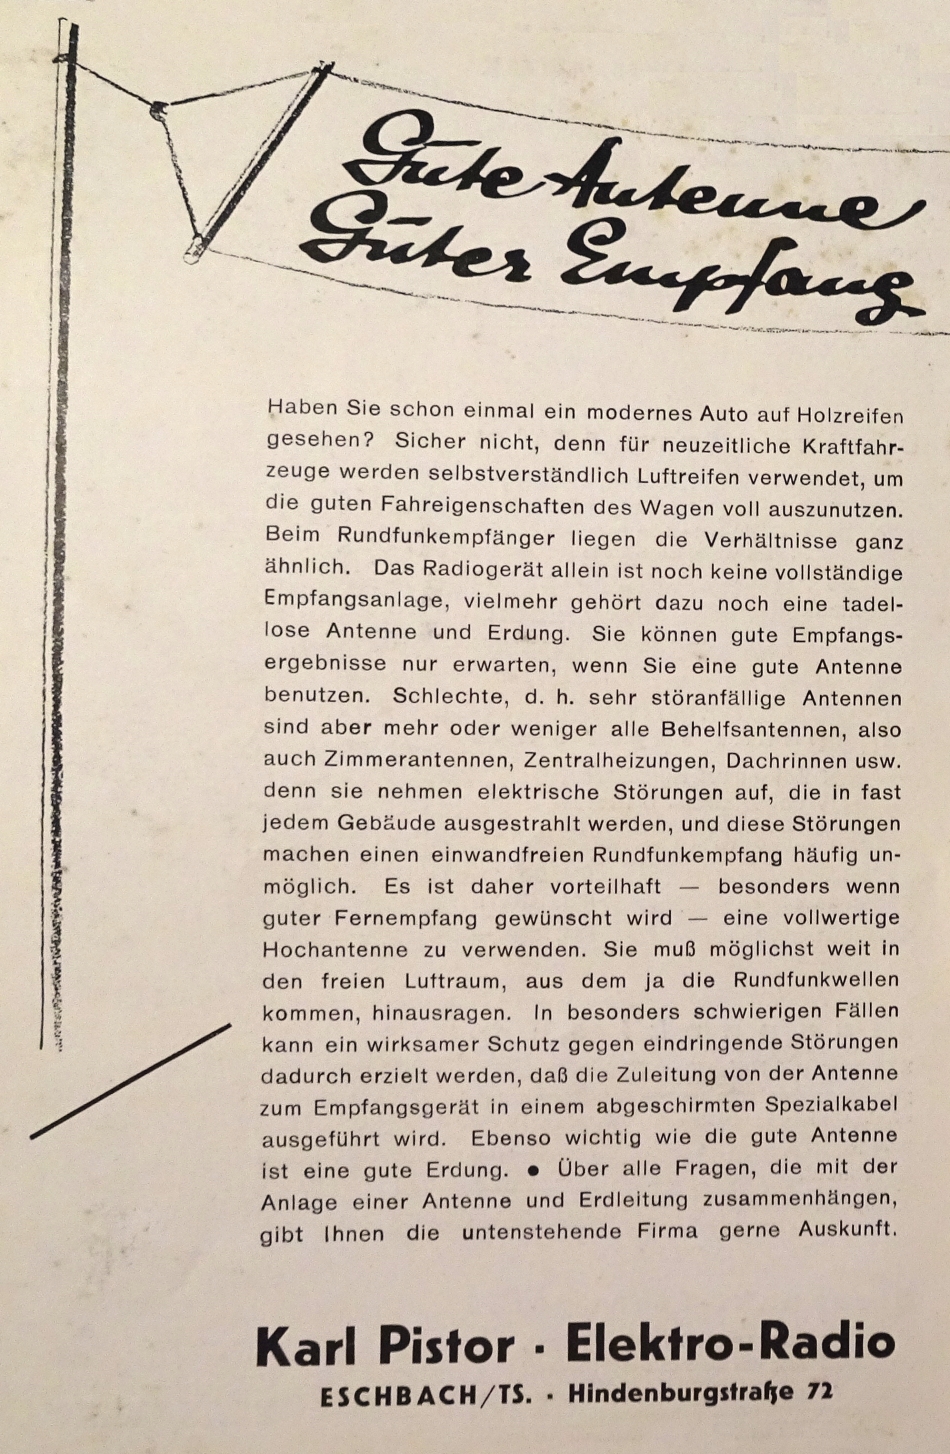 Gute Antenne
Guter Empfang
Haben Sie schon einmal ein modernes Auto auf Holzreifen
gesehen? Sicher nicht, denn für neuzeitliche Kraftfahr-
zeuge werden selbstverständlich Luftreifen verwendet, um
die guten Fahreigenschaften des Wagen voll auszunutzen.
Beim Rundfunkempfänger liegen die Verhältnisse ganz
ähnlich. Das Radiogerät allein ist noch keine vollständige
Empfangsanlage, vielmehr gehört dazu noch eine tadel-
lose Antenne und Erdung. Sie können gute Empfangs-
ergebnisse nur erwarten, wenn Sie eine gute Antenne
benutzen. Schlechte, d. h. sehr störanfällige Antennen
sind aber mehr oder weniger alle Behelfsantennen, also
auch Zimmerantennen, Zentralheizungen, Dachrinnen usw.
denn sie nehmen elektrische Störungen auf, die in fast
jedem Gebäude ausgestrahlt werden, und diese Störungen
machen einen einwandfreien Rundfunkempfang häufig un-
möglich. Es ist daher vorteilhaft — besonders wenn
guter Fernempfang gewünscht wird — eine vollwertige
Hochantenne zu verwenden. Sie muß möglichst weit in
den freien Luftraum, aus dem ja die Rundfunkwellen
kommen, hinausragen. In besonders schwierigen Fällen
kann ein wirksamer Schutz gegen eindringende Störungen
dadurch erzielt werden, daß die Zuleitung von der Antenne
zum Empfangsgerät in einem abgeschirmten Spezialkabel
ausgeführt wird. Ebenso wichtig wie die gute Antenne
ist eine gute Erdung. ● Über alle Fragen, die mit der
Anlage einer Antenne und Erdleitung zusammenhängen,
gibt Ihnen die untenstehende Firma gerne Auskunft.
Karl Pistor · Elektro-Radio
ESCHBACH/TS. · Hindenburgstraße 72